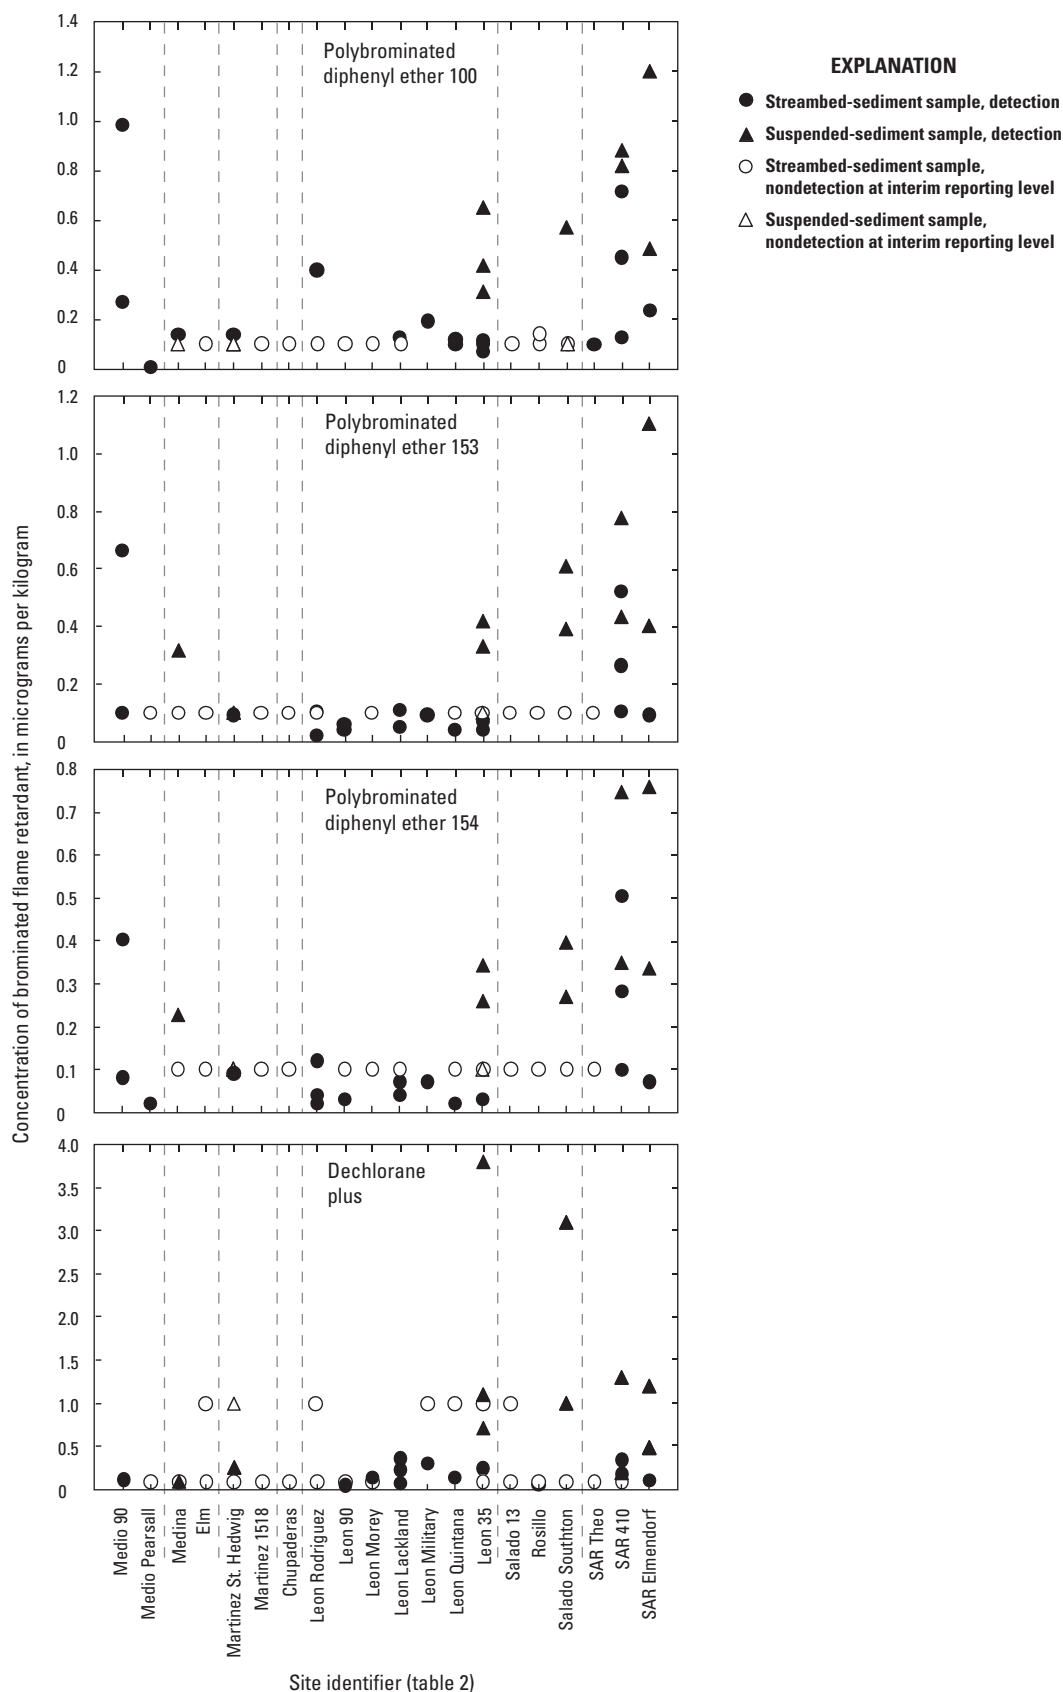 1.4
1.2
1.0
0.8
0.6
0.4
0.2
0
Polybrominated
diphenyl ether 100
EXPLANATION
Streambed-sediment sample, detection
Suspended-sediment sample, detection
Streambed-sediment sample,
nondetection at interim reporting level
Suspended-sediment sample,
nondetection at interim reporting level
1.2
1.0
0.8
0.6
0.4
0.2
0
Polybrominated
diphenyl ether 153
Concentration of brominated flame retardant, in micrograms per kilogram
0.8
0.7
0.6
0.5
0.4
0.3
0.2
0.1
0
Polybrominated
diphenyl ether 154
4.0
3.5
3.0
2.5
2.0
1.5
1.0
0.5
0
Dechlorane
plus
Medio 90
Medio Pearsall
Medina
Elm
Martinez St. Hedwig
Martinez 1518
Chupaderas
Leon Rodriguez
Leon 90
Leon Morey
Leon Lackland
Leon Military
Leon Quintana
Leon 35
Salado 13
Rosillo
Salado Southton
SAR Theo
SAR 410
SAR Elmendorf
Site identifier (table 2)